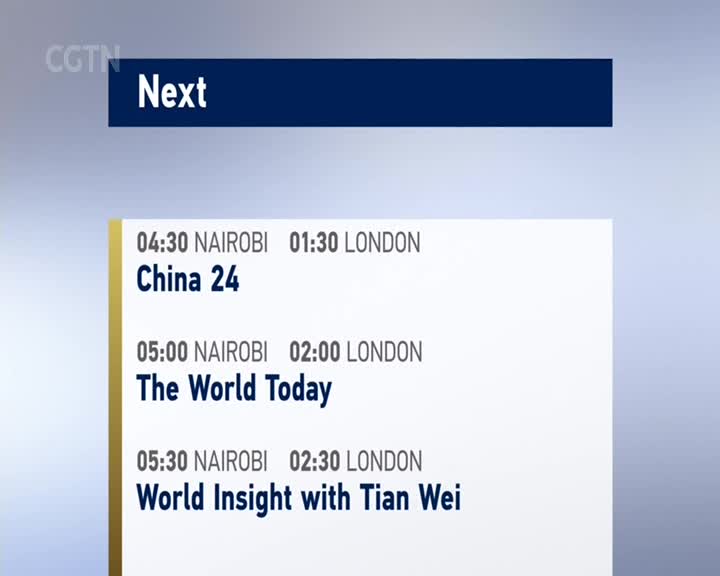 CGTN
Next
04:30 NAIROBI 01:30 LONDON
China 24
05:00 NAIROBI 02:00 LONDON
The World Today
05:30 NAIROBI 02:30 LONDON
World Insight with Tian Wei